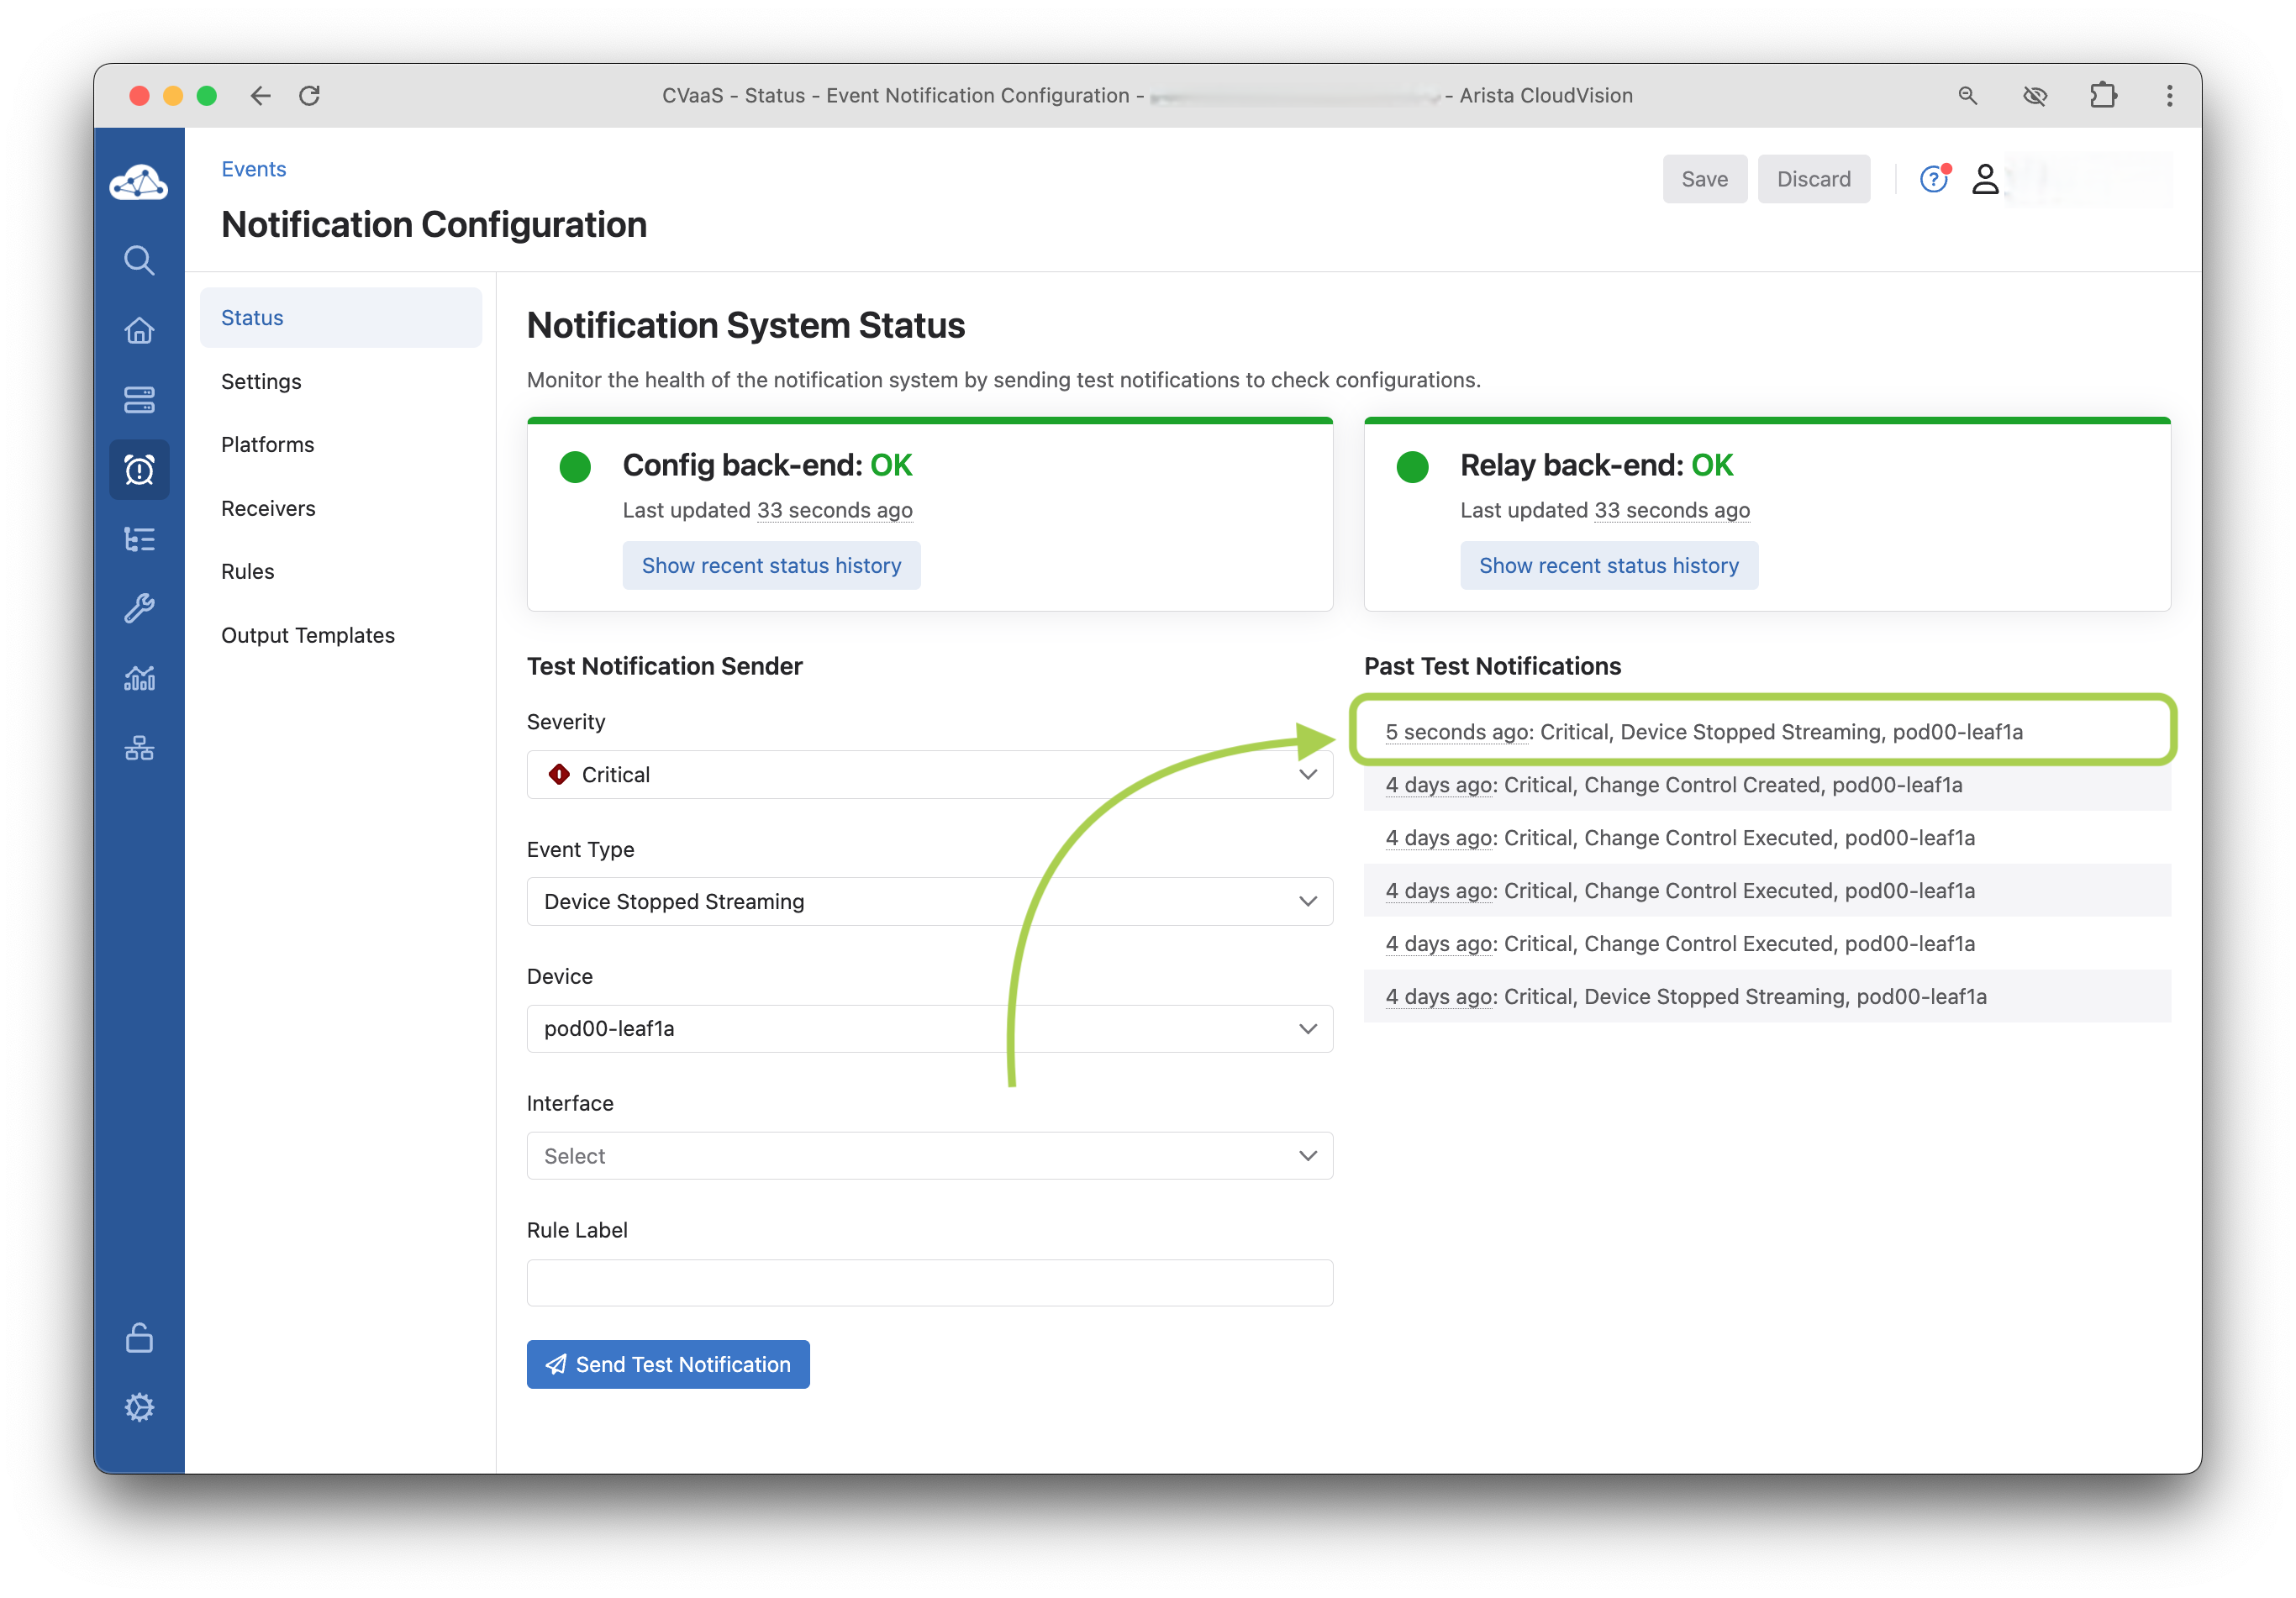 CVaaS - Status - Event Notification Configuration - - Arista CloudVision
Events
Save
Discard
Notification Configuration
Status
Settings
Platforms
Receivers
Rules
Output Templates
Notification System Status
Monitor the health of the notification system by sending test notifications to check configurations.
Config back-end: OK
Last updated 33 seconds ago
Show recent status history
Relay back-end: OK
Last updated 33 seconds ago
Show recent status history
Test Notification Sender
Severity
Critical
Event Type
Device Stopped Streaming
Device
pod00-leaf1a
Interface
Select
Rule Label
Send Test Notification
Past Test Notifications
5 seconds ago: Critical, Device Stopped Streaming, pod00-leaf1a
4 days ago: Critical, Change Control Created, pod00-leaf1a
4 days ago: Critical, Change Control Executed, pod00-leaf1a
4 days ago: Critical, Change Control Executed, pod00-leaf1a
4 days ago: Critical, Change Control Executed, pod00-leaf1a
4 days ago: Critical, Device Stopped Streaming, pod00-leaf1a